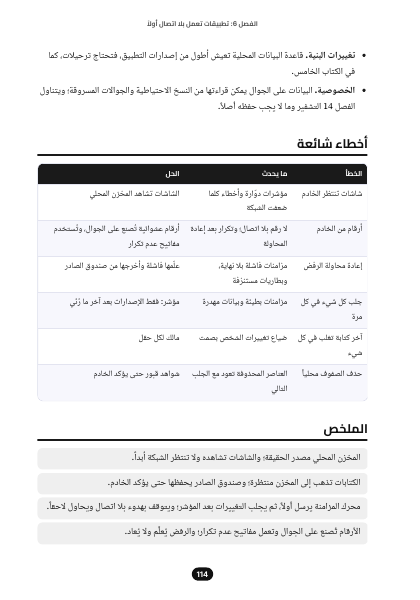 الفصل 6: تطبيقات تعمل بلا اتصال أولاً
• تغييرات البنية. قاعدة البيانات المحلية تعيش أطول من إصدارات التطبيق، فتحتاج ترحيلات، كما
في الكتاب الخامس.
• الخصوصية. البيانات على الجوال يمكن قراءتها من النسخ الاحتياطية والجوالات المسروقة؛ ويتناول
الفصل 14 التشفير وما لا يجب حفظه أصلاً.
أخطاء شائعة
الخطأ ما يحدث الحل
شاشات تنتظر الخادم مؤشرات دوّارة وأخطاء كلما الشاشات تشاهد المخزن المحلي
ضعفت الشبكة
أرقام من الخادم لا رقم بلا اتصال؛ وتكرار بعد إعادة أرقام عشوائية تُصنع على الجوال، وتُستخدم
المحاولة مفاتيح عدم تكرار
إعادة محاولة الرفض مزامنات فاشلة بلا نهاية، علّمها فاشلة وأخرجها من صندوق الصادر
وبطاريات مستنزفة
جلب كل شيء في كل مزامنات بطيئة وبيانات مهدرة مؤشر: فقط الإصدارات بعد آخر ما رُئي
مرة
آخر كتابة تغلب في كل ضياع تغييرات الشخص بصمت مالك لكل حقل
شيء
حذف الصفوف محلياً العناصر المحذوفة تعود مع الجلب شواهد قبور حتى يؤكد الخادم
التالي
الملخص
المخزن المحلي مصدر الحقيقة؛ والشاشات تشاهده ولا تنتظر الشبكة أبداً.
الكتابات تذهب إلى المخزن منتظرة؛ وصندوق الصادر يحفظها حتى يؤكد الخادم.
محرك المزامنة يرسل أولاً، ثم يجلب التغييرات بعد المؤشر؛ ويتوقف بهدوء بلا اتصال ويحاول لاحقاً.
الأرقام تُصنع على الجوال وتعمل مفاتيح عدم تكرار؛ والرفض يُعلَّم ولا يُعاد.
114